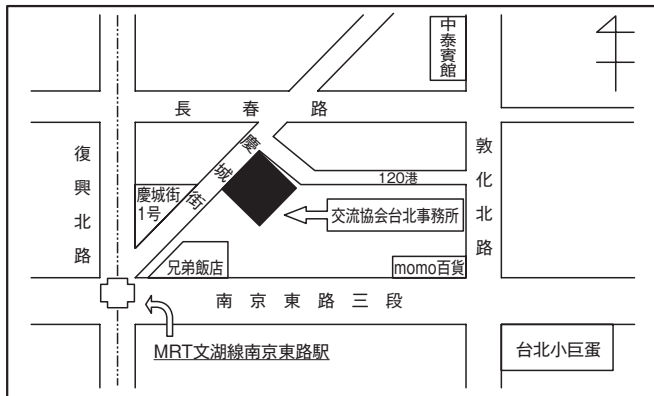 中泰賓館
長春路
復興北路
慶城街
敦化北路
120港
慶城街
1号
交流協会台北事務所
兄弟飯店
momo百貨
南京東路三段
MRT文湖線南京東路駅
台北小巨蛋